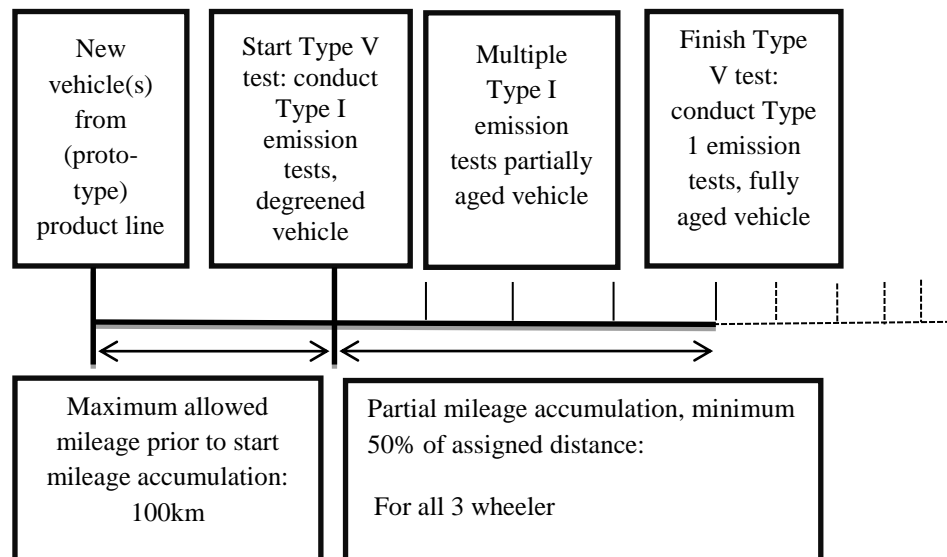 New
vehicle(s)
from
(proto-
type)
product line
Start Type V
test: conduct
Type I
emission
tests,
degreened
vehicle
Multiple
Type I
emission
tests partially
aged vehicle
Finish Type
V test:
conduct Type
1 emission
tests, fully
aged vehicle
Maximum allowed
mileage prior to start
mileage accumulation:
100km
Partial mileage accumulation, minimum
50% of assigned distance:
For all 3 wheeler